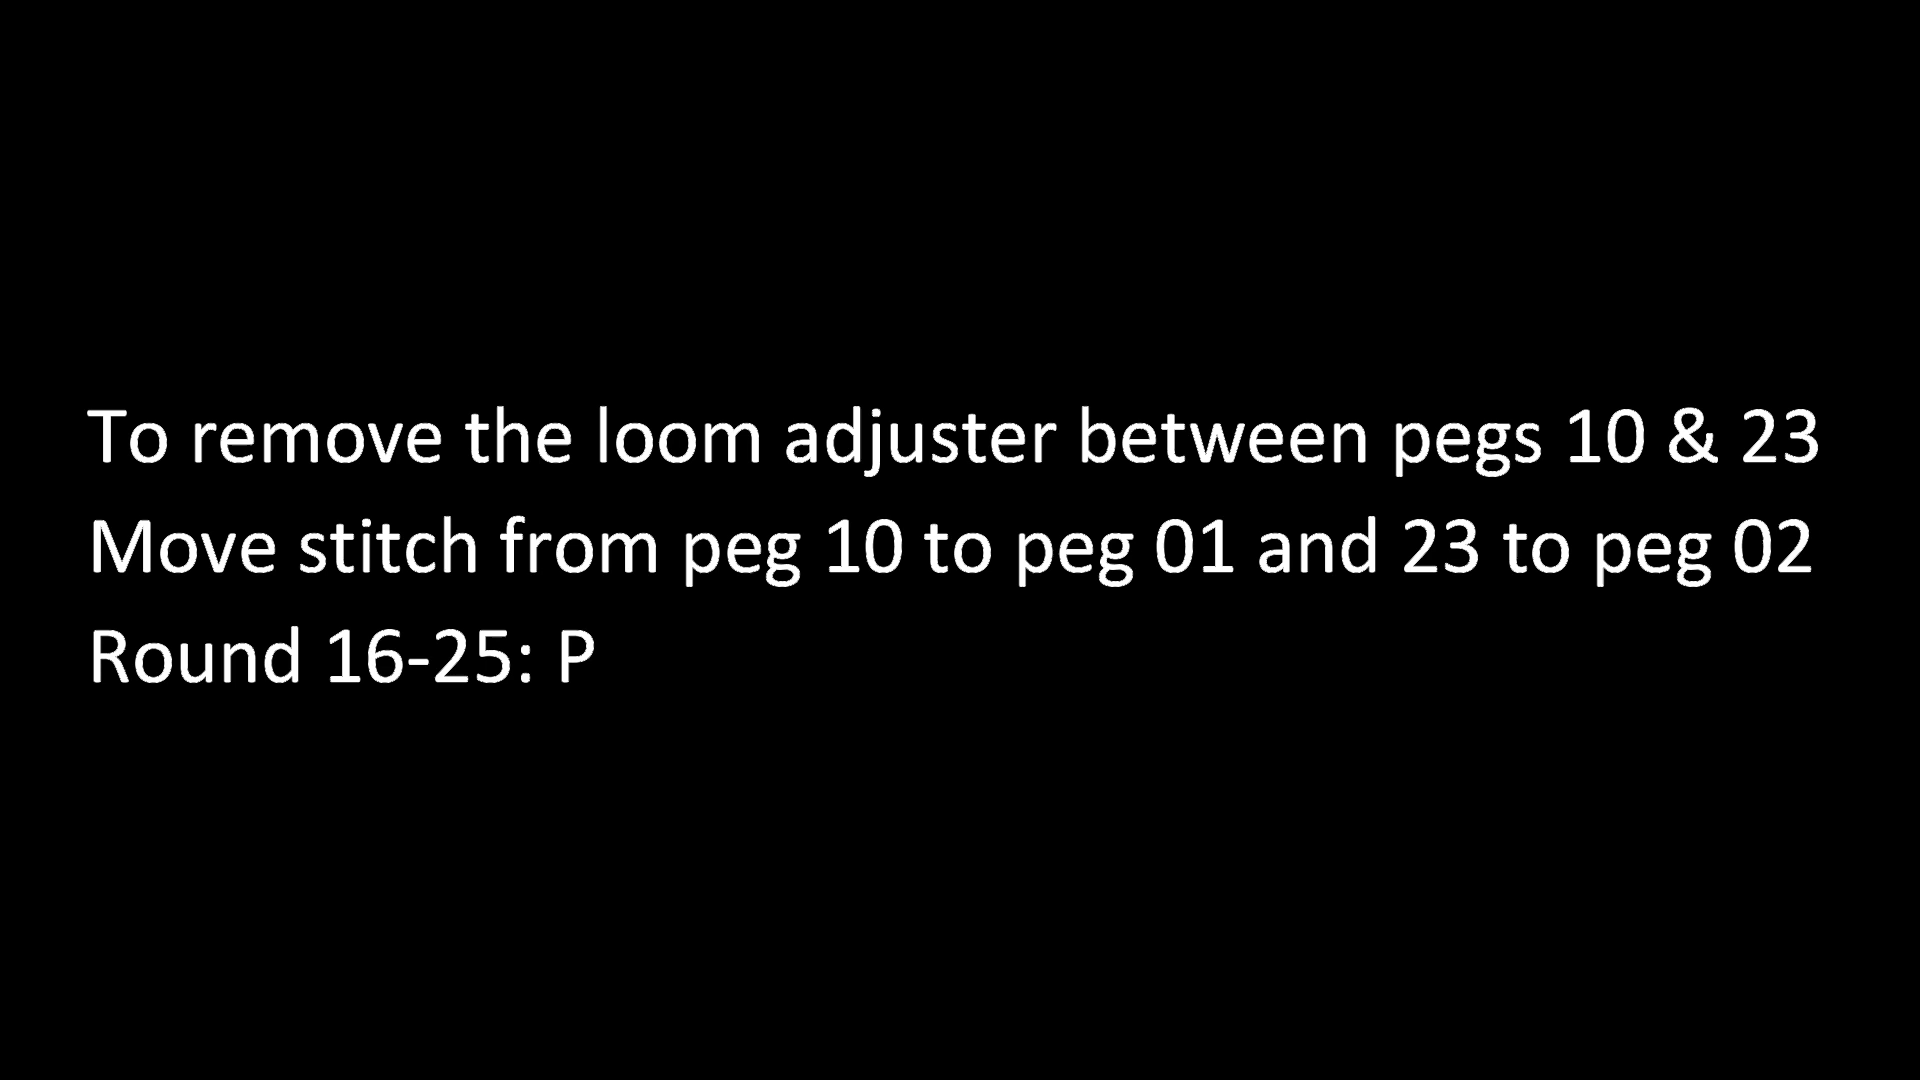 To remove the loom adjuster between pegs 10 & 23
Move stitch from peg 10 to peg 01 and 23 to peg 02
Round 16-25: P